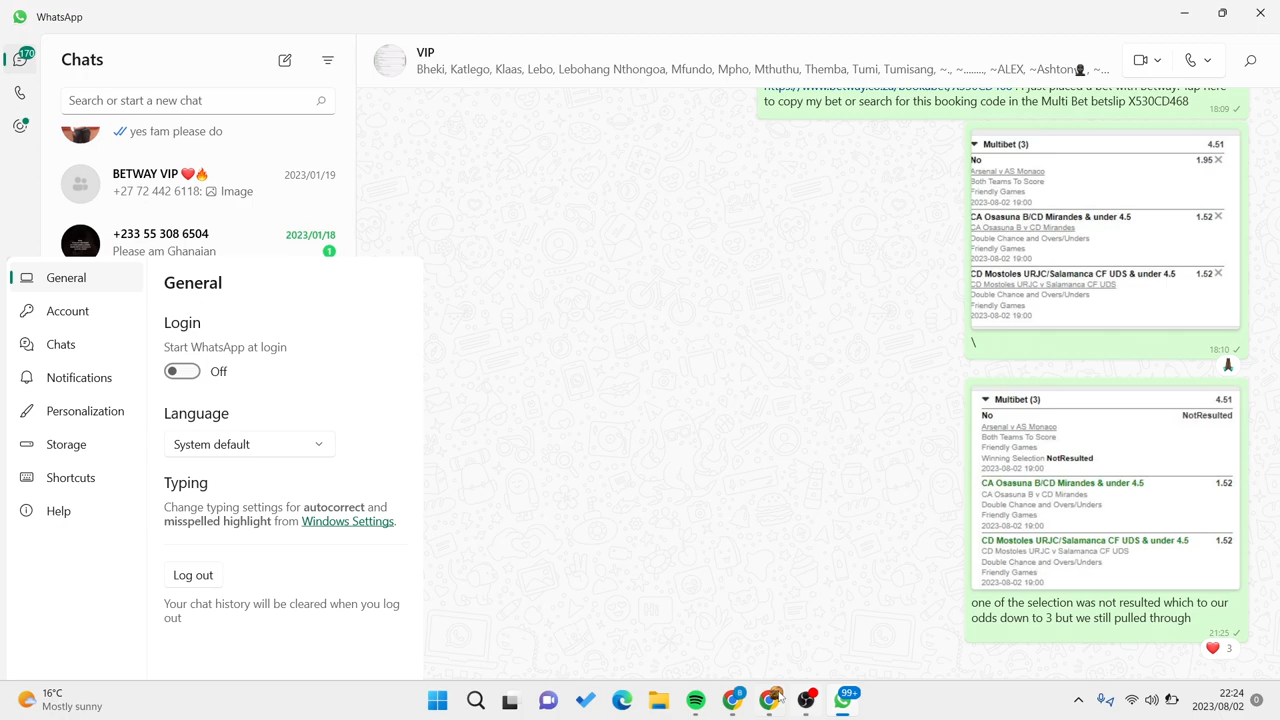 WhatsApp
170
Chats
Search or start a new chat
yes fam please do
BETWAY VIP ❤️🔥
2023/01/19
+27 72 442 6118: Image
+233 55 308 6504
2023/01/18
Please am Ghanaian
1
General
Account
Chats
Notifications
Personalization
Storage
Shortcuts
Help
General
Login
Start WhatsApp at login
Off
Language
System default
Typing
Change typing settings for autocorrect and
misspelled highlight from Windows Settings.
Log out
Your chat history will be cleared when you log
out
VIP
Bheki, Katlego, Klaas, Lebo, Lebohang Nthongoa, Mfundo, Mpho, Mthuthu, Themba, Tumi, Tumisang, ~., ~........, ~ALEX, ~Ashton, ~...
to copy my bet or search for this booking code in the Multi Bet betslip X530CD468
18:09
Multibet (3) 4.51
No 1.95
Arsenal v AS Monaco
Both Teams To Score
Friendly Games
2023-08-02 19:00
CA Osasuna B/CD Mirandes & under 4.5 1.52
CA Osasuna B v CD Mirandes
Double Chance and Overs/Unders
Friendly Games
2023-08-02 19:00
CD Mostoles URJC/Salamanca CF UDS & under 4.5 1.52
CD Mostoles URJC v Salamanca CF UDS
Double Chance and Overs/Unders
Friendly Games
2023-08-02 19:00
\
18:10
Multibet (3) 4.51
No NotResulted
Arsenal v AS Monaco
Both Teams To Score
Friendly Games
Winning Selection NotResulted
2023-08-02 19:00
CA Osasuna B/CD Mirandes & under 4.5 1.52
CA Osasuna B v CD Mirandes
Double Chance and Overs/Unders
Friendly Games
2023-08-02 19:00
CD Mostoles URJC/Salamanca CF UDS & under 4.5 1.52
CD Mostoles URJC v Salamanca CF UDS
Double Chance and Overs/Unders
Friendly Games
2023-08-02 19:00
one of the selection was not resulted which to our
odds down to 3 but we still pulled through
21:25
❤️ 3
16°C
Mostly sunny
8
99+
22:24
2023/08/02
0